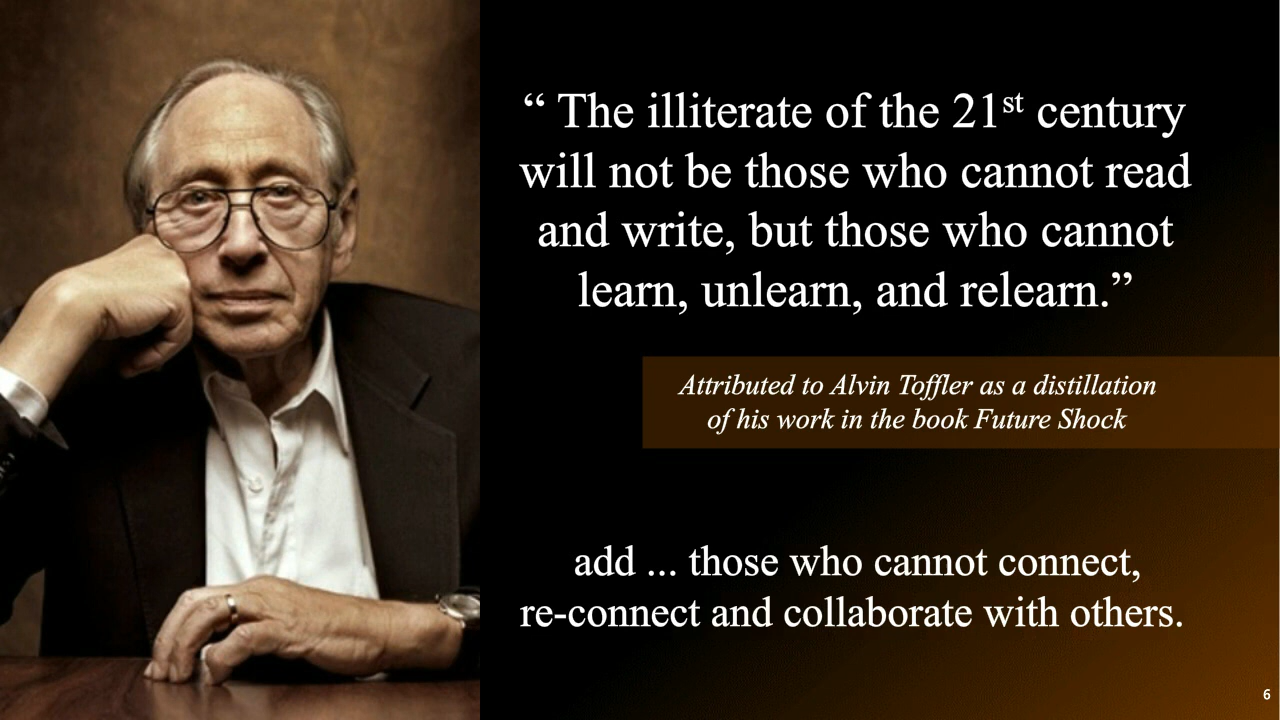 “ The illiterate of the 21st century
will not be those who cannot read
and write, but those who cannot
learn, unlearn, and relearn.”
Attributed to Alvin Toffler as a distillation
of his work in the book Future Shock
add ... those who cannot connect,
re-connect and collaborate with others.
6